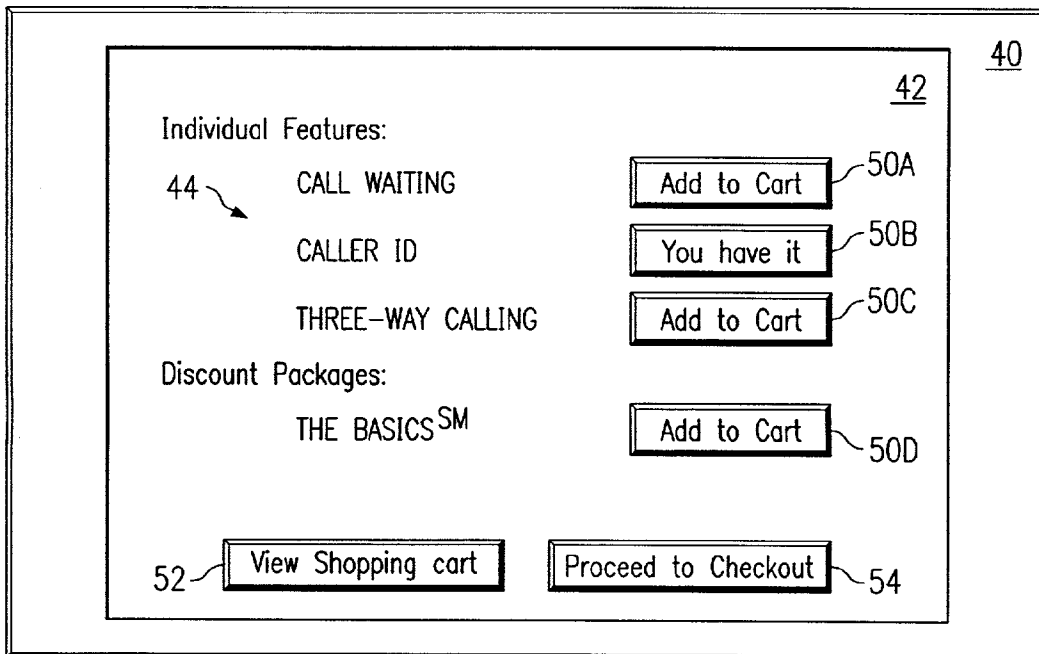 40
42
Individual Features:
44 CALL WAITING Add to Cart 50A
CALLER ID You have it 50B
THREE-WAY CALLING Add to Cart 50C
Discount Packages:
THE BASICS SM Add to Cart 50D
52 View Shopping cart Proceed to Checkout 54